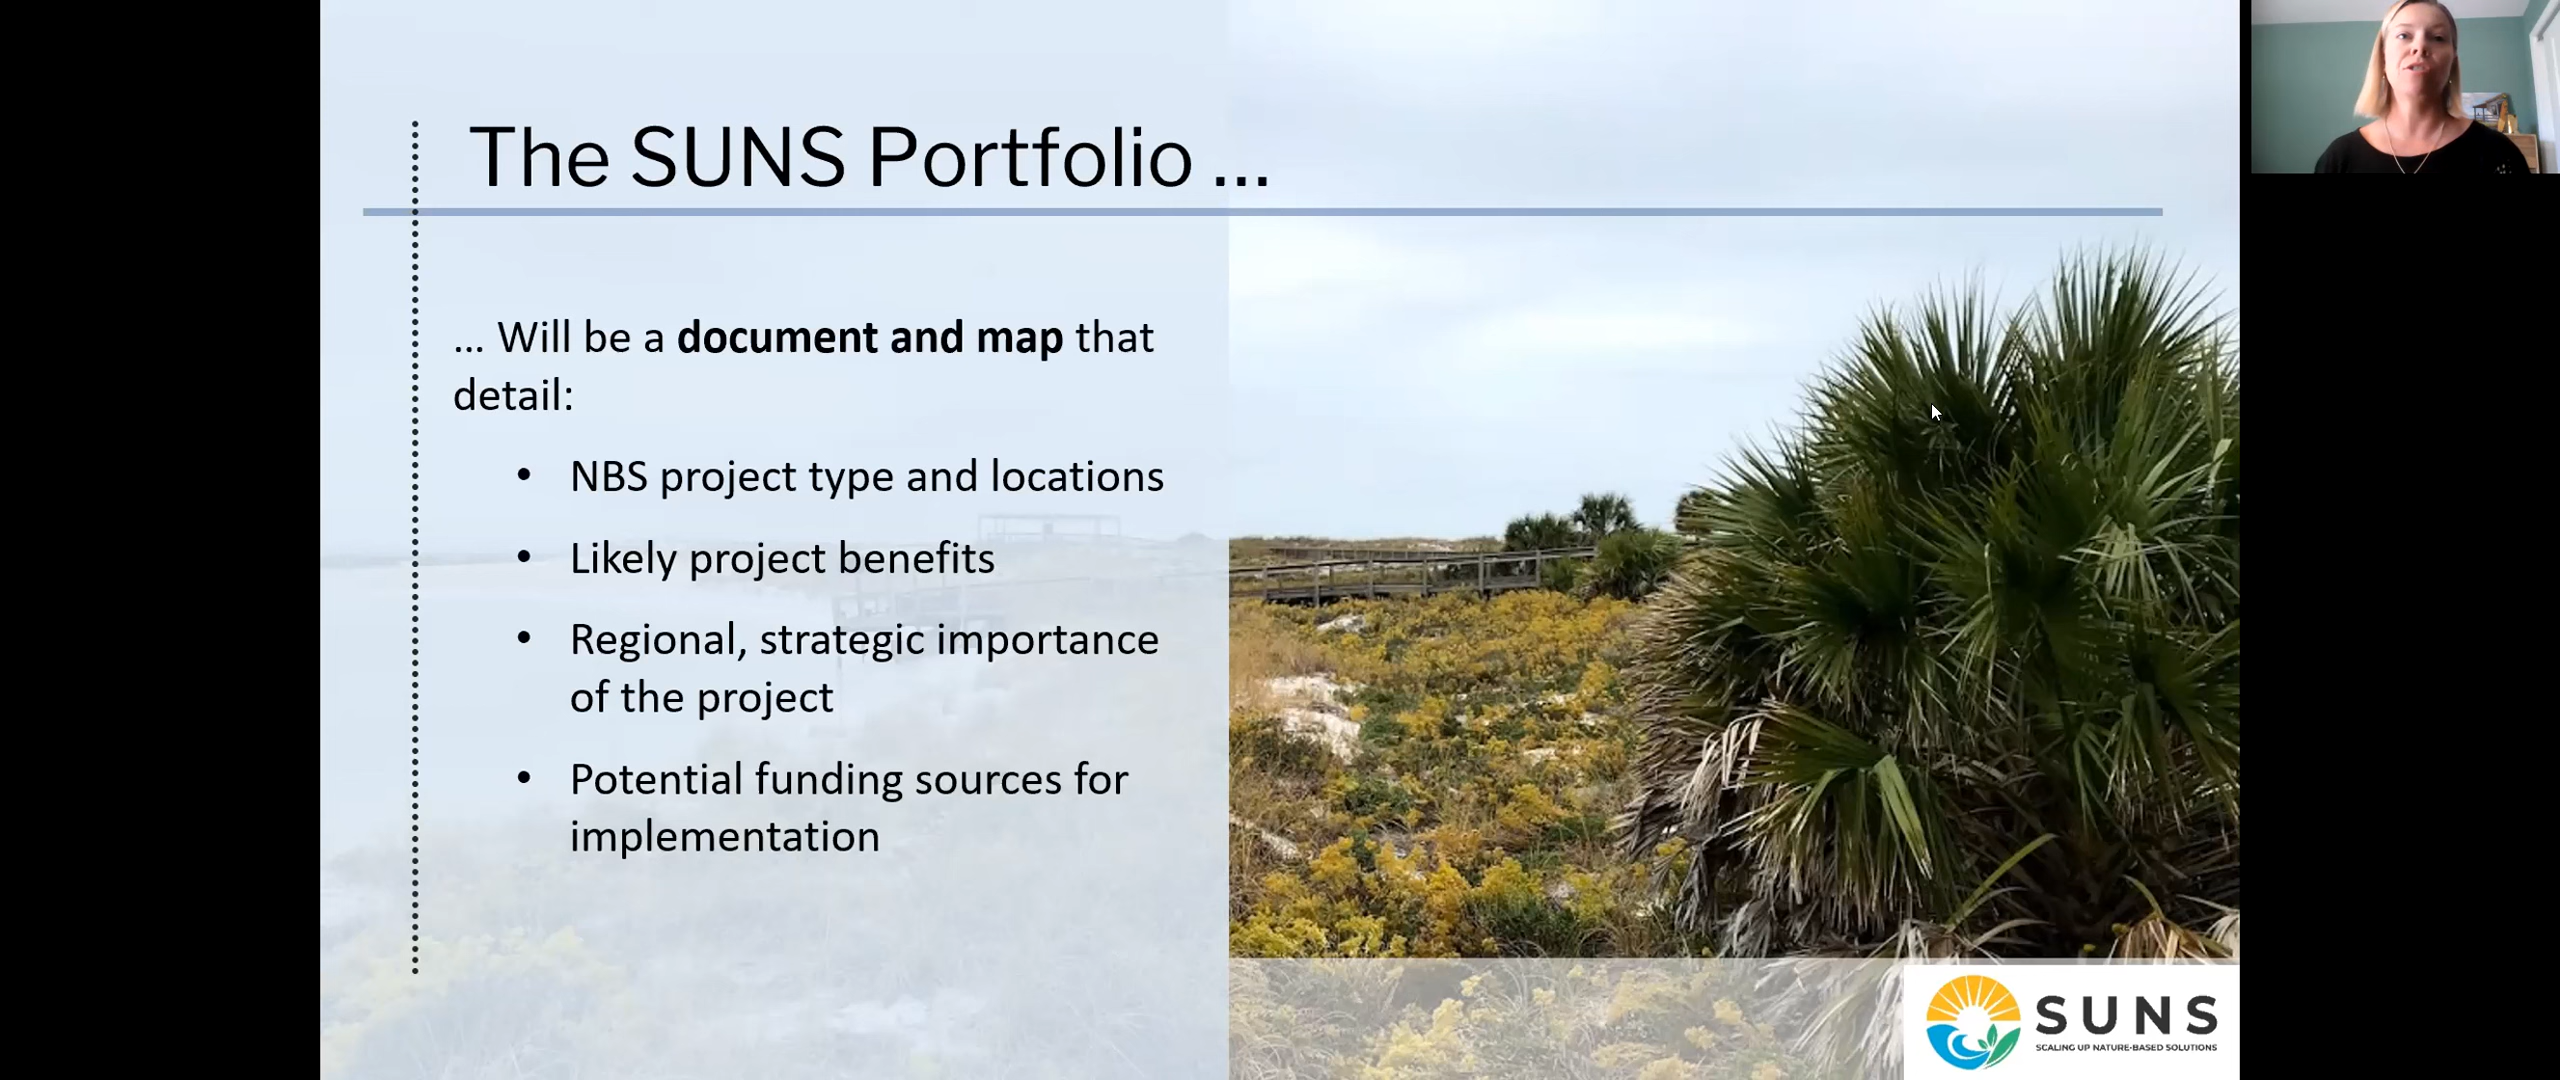 The SUNS Portfolio ...
... Will be a document and map that
detail:
• NBS project type and locations
• Likely project benefits
• Regional, strategic importance
of the project
• Potential funding sources for
implementation
SUNS
SCALING UP NATURE-BASED SOLUTIONS